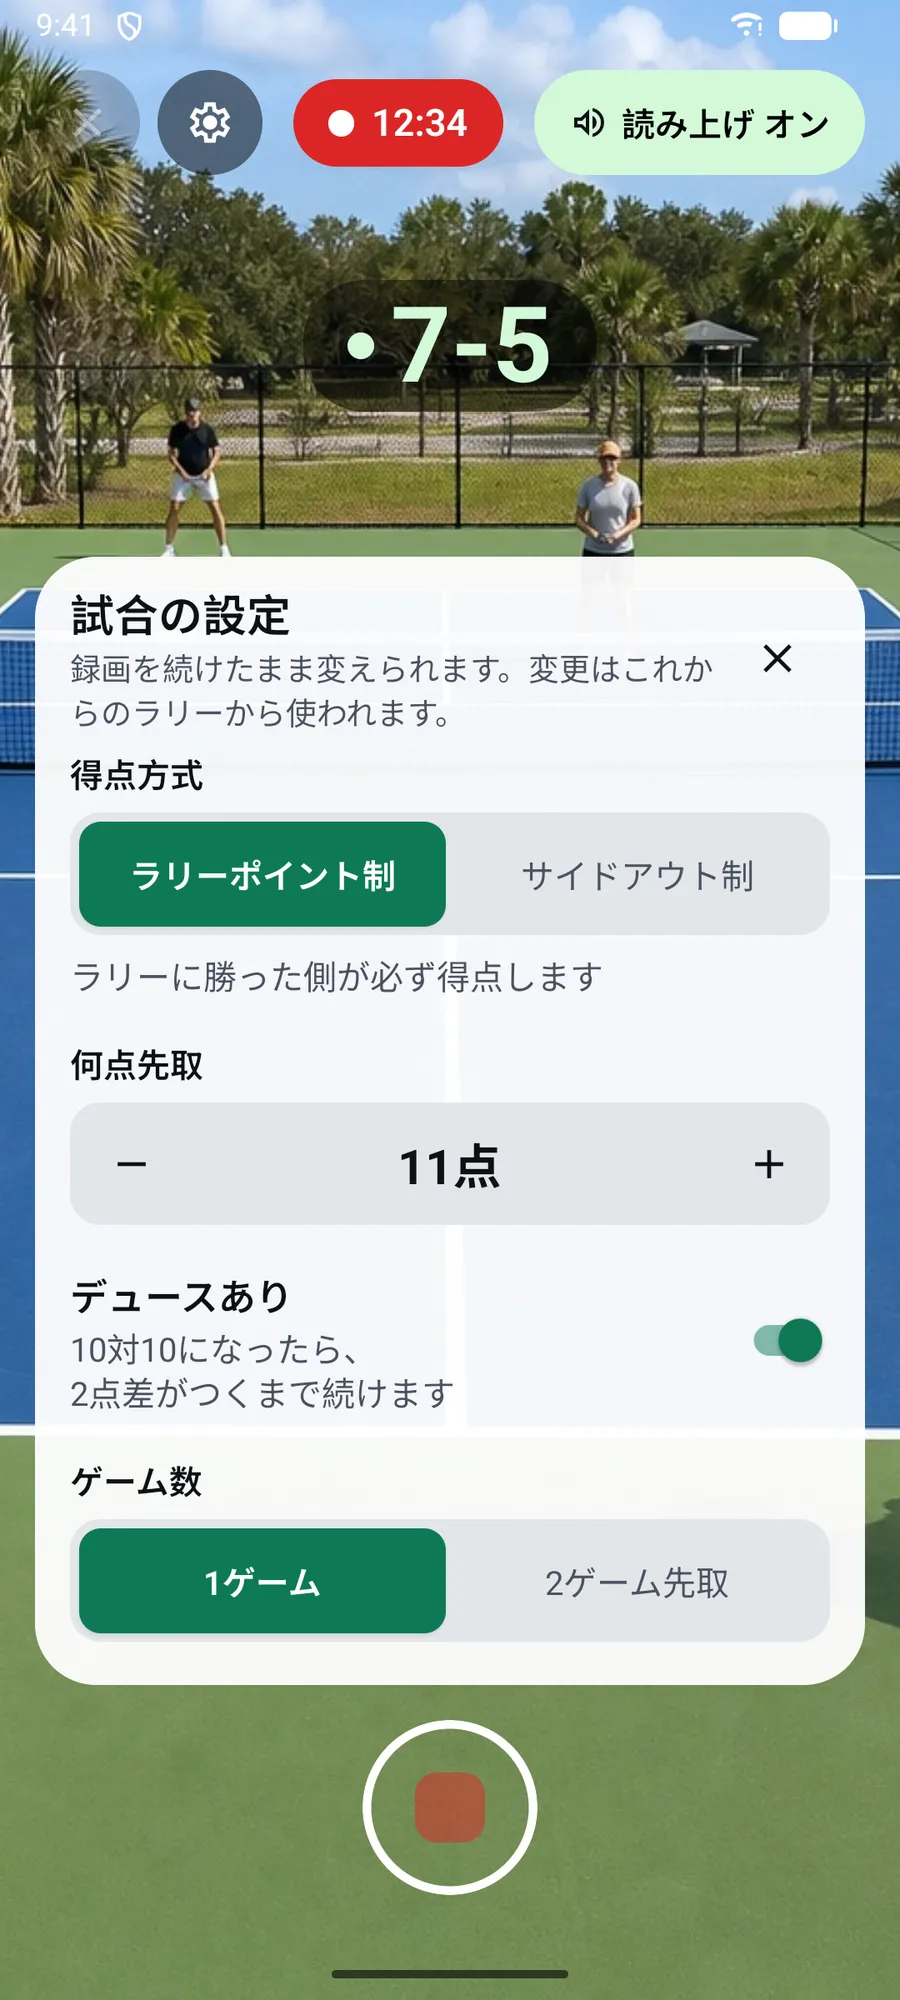 9:41
12:34
読み上げ オン
7-5
試合の設定
録画を続けたまま変えられます。変更はこれか
らのラリーから使われます。
得点方式
ラリーポイント制
サイドアウト制
ラリーに勝った側が必ず得点します
何点先取
11点
デュースあり
10対10になったら、
2点差がつくまで続けます
ゲーム数
1ゲーム
2ゲーム先取